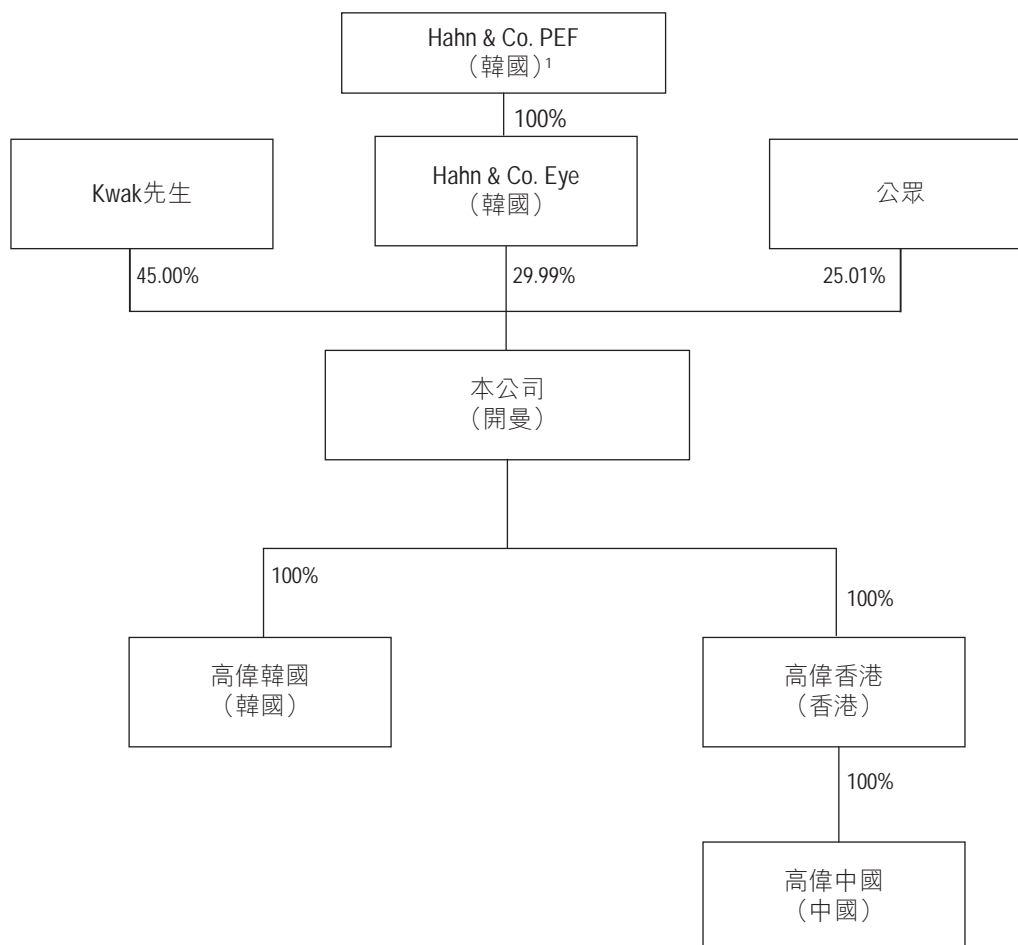 Hahn & Co. PEF
（韓國）¹
100%
Kwak先生
Hahn & Co. Eye
（韓國）
公眾
45.00%
29.99%
25.01%
本公司
（開曼）
100%
100%
高偉韓國
（韓國）
高偉香港
（香港）
100%
高偉中國
（中國）